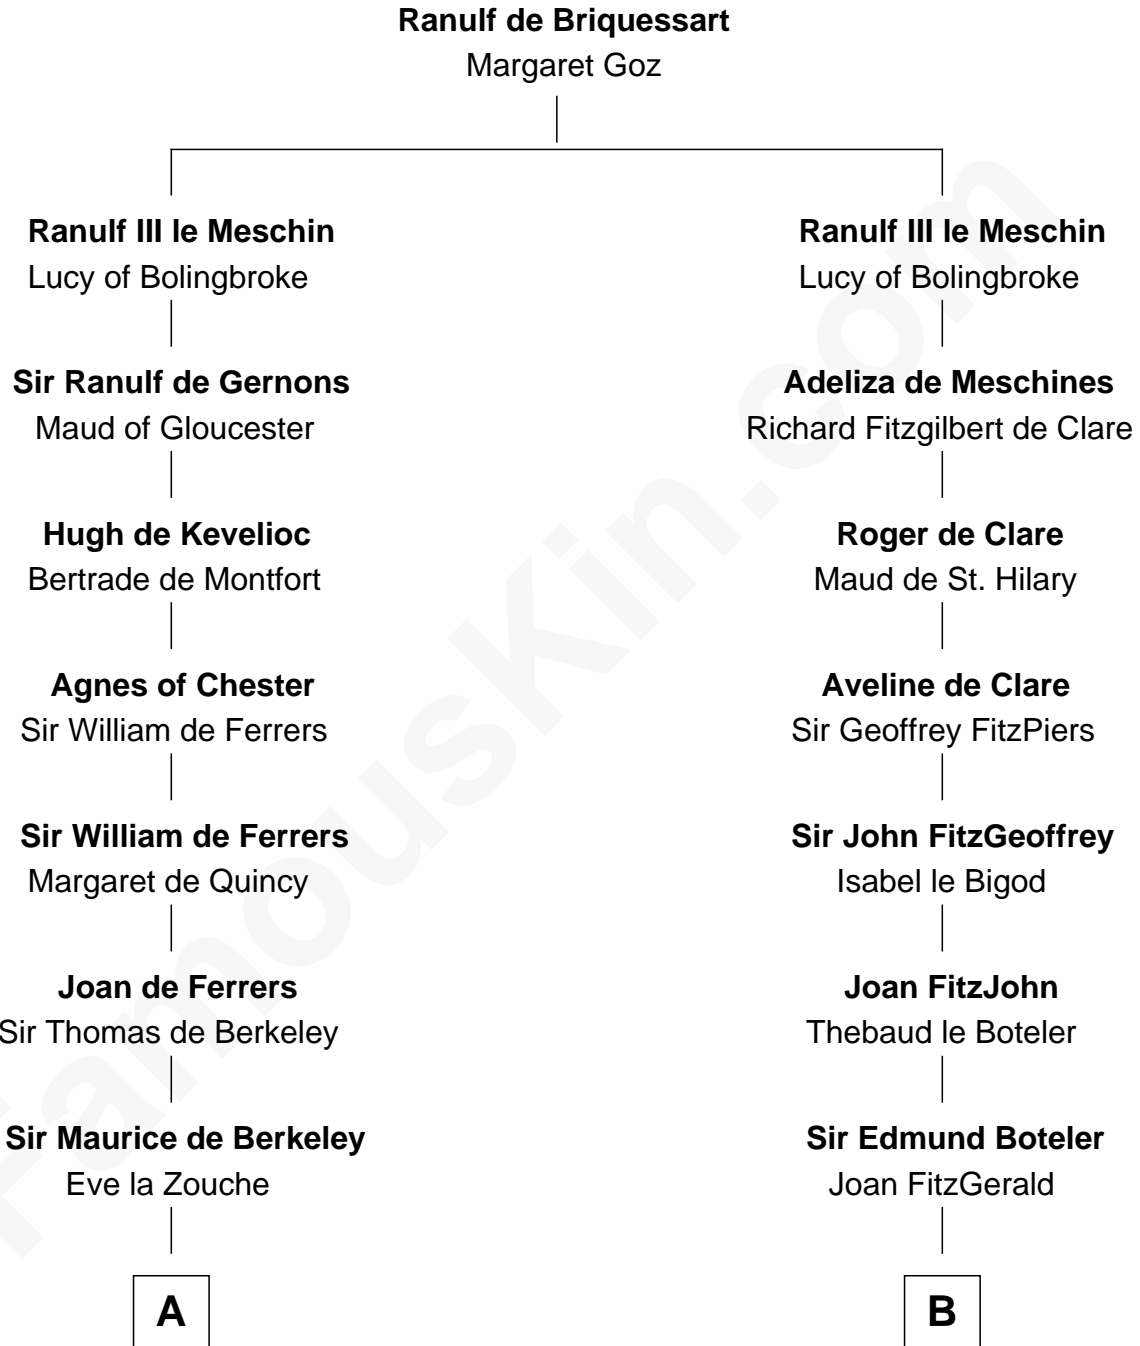 Ranulf de Briquessart
Margaret Goz
Ranulf III le Meschin
Lucy of Bolingbroke
Sir Ranulf de Gernons
Maud of Gloucester
Hugh de Kevelioc
Bertrade de Montfort
Agnes of Chester
Sir William de Ferrers
Sir William de Ferrers
Margaret de Quincy
Joan de Ferrers
Sir Thomas de Berkeley
Sir Maurice de Berkeley
Eve la Zouche
A
Ranulf III le Meschin
Lucy of Bolingbroke
Adeliza de Meschines
Richard Fitzgilbert de Clare
Roger de Clare
Maud de St. Hilary
Aveline de Clare
Sir Geoffrey FitzPiers
Sir John FitzGeoffrey
Isabel le Bigod
Joan FitzJohn
Thebaud le Boteler
Sir Edmund Boteler
Joan FitzGerald
B
FamousKin.com